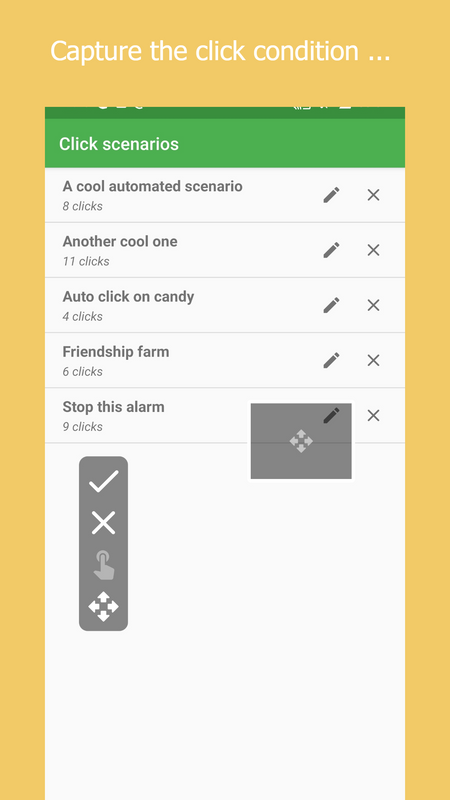 Capture the click condition ...
Click scenarios
A cool automated scenario
8 clicks
Another cool one
11 clicks
Auto click on candy
4 clicks
Friendship farm
6 clicks
Stop this alarm
9 clicks